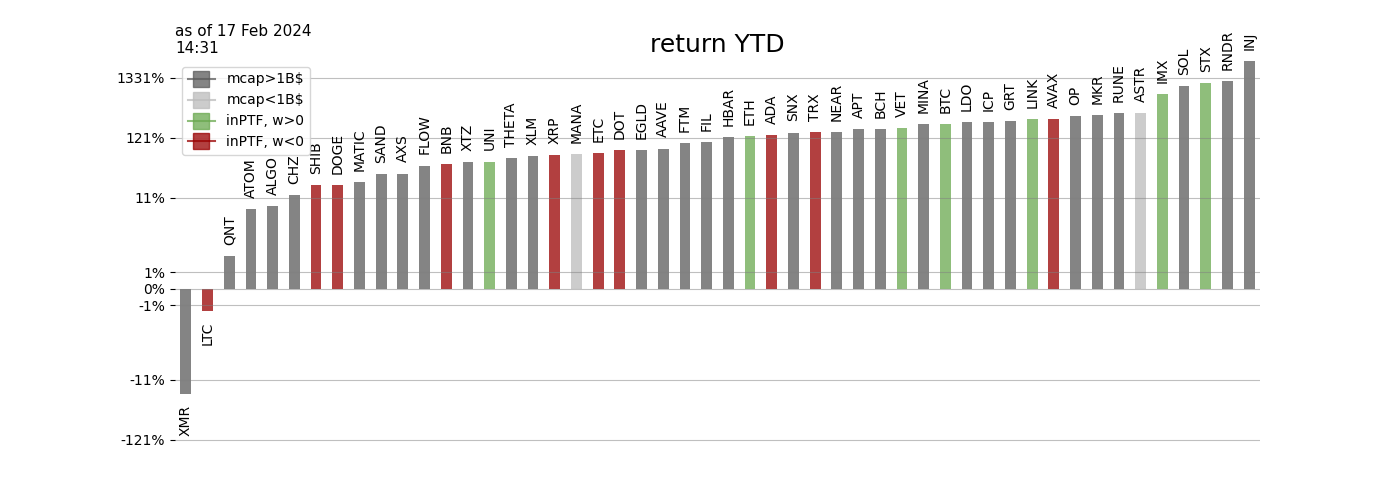 as of 17 Feb 2024
14:31
return YTD
mcap>1B$
mcap<1B$
inPTF, w>0
inPTF, w<0
1331%
121%
11%
1%
0%
-1%
-11%
-121%
XMR
LTC
QNT
ATOM
ALGO
CHZ
SHIB
DOGE
MATIC
SAND
AXS
FLOW
BNB
XTZ
UNI
THETA
XLM
XRP
MANA
ETC
DOT
EGLD
AAVE
FTM
FIL
HBAR
ETH
ADA
SNX
TRX
NEAR
APT
BCH
VET
MINA
BTC
LDO
ICP
GRT
LINK
AVAX
OP
MKR
RUNE
ASTR
IMX
SOL
STX
RNDR
INJ